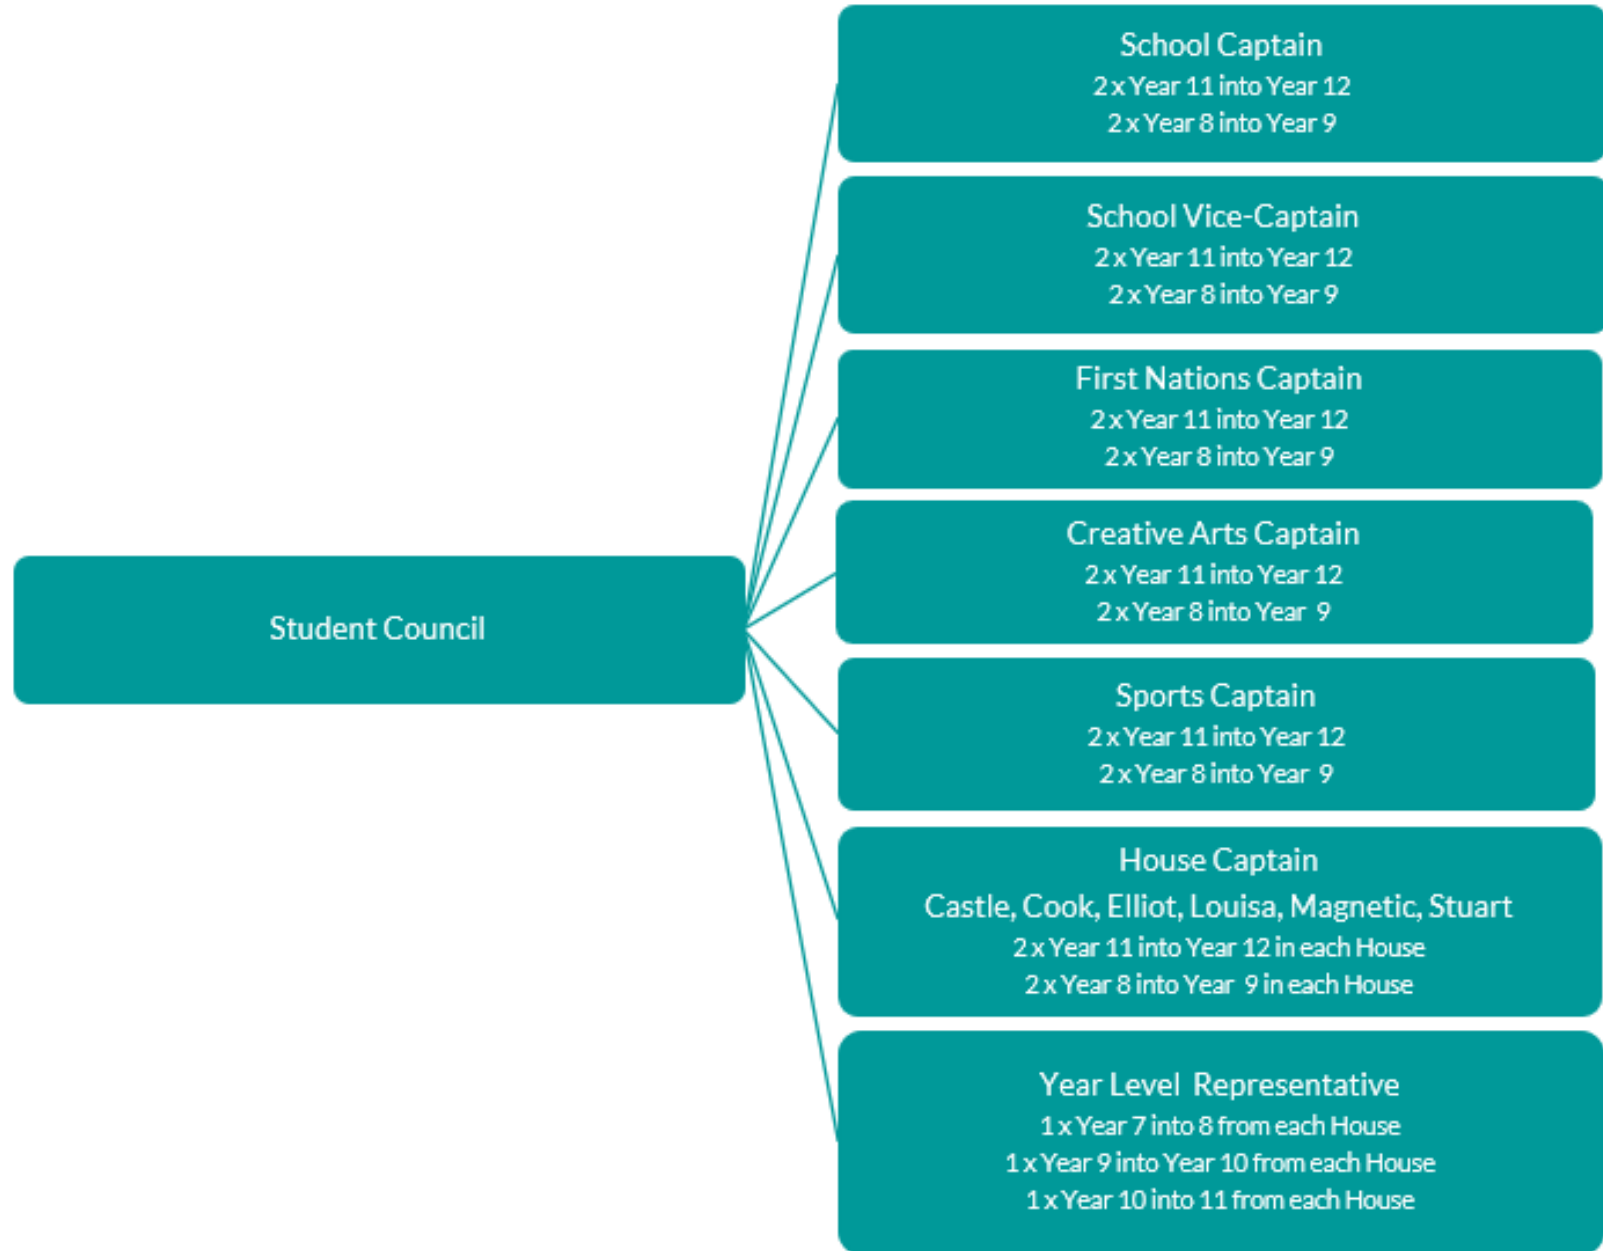 School Captain
2 x Year 11 into Year 12
2 x Year 8 into Year 9
School Vice-Captain
2 x Year 11 into Year 12
2 x Year 8 into Year 9
First Nations Captain
2 x Year 11 into Year 12
2 x Year 8 into Year 9
Creative Arts Captain
2 x Year 11 into Year 12
2 x Year 8 into Year 9
Student Council
Sports Captain
2 x Year 11 into Year 12
2 x Year 8 into Year 9
House Captain
Castle, Cook, Elliot, Louisa, Magnetic, Stuart
2 x Year 11 into Year 12 in each House
2 x Year 8 into Year 9 in each House
Year Level Representative
1 x Year 7 into 8 from each House
1 x Year 9 into Year 10 from each House
1 x Year 10 into 11 from each House